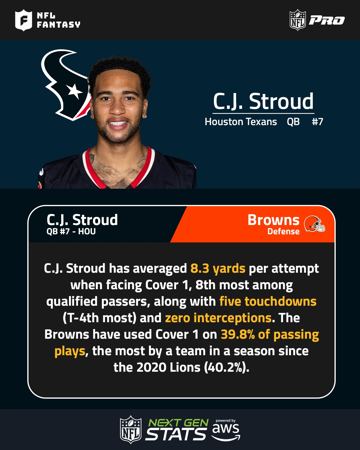 NFL
FANTASY
NFL PRO
C.J. Stroud
Houston Texans QB #7
C.J. Stroud
QB #7 - HOU
Browns
Defense
C.J. Stroud has averaged 8.3 yards per attempt
when facing Cover 1, 8th most among
qualified passers, along with five touchdowns
(T-4th most) and zero interceptions. The
Browns have used Cover 1 on 39.8% of passing
plays, the most by a team in a season since
the 2020 Lions (40.2%).
NFL NEXT GEN STATS
powered by
aws